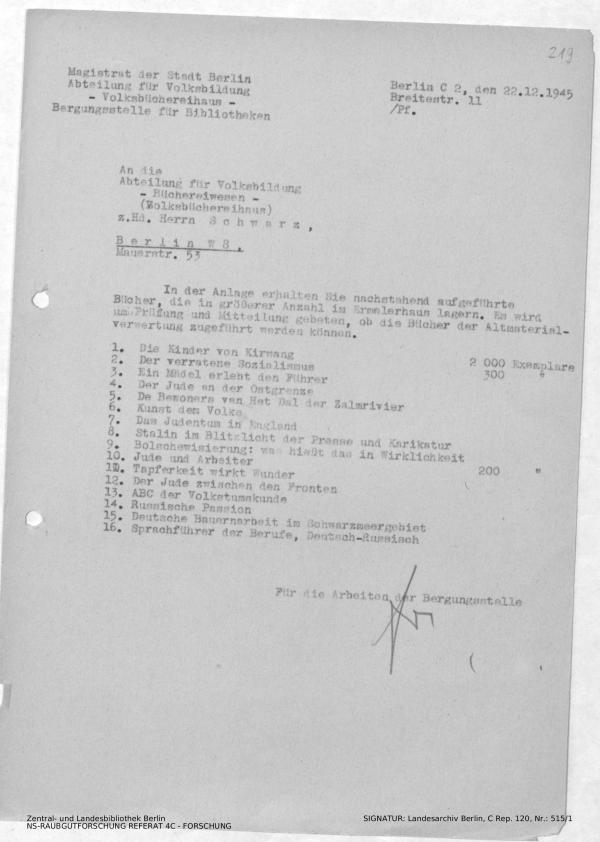 219
Magistrat der Stadt Berlin
Abteilung für Volksbildung
- Volksbüchereihaus -
Bergungsstelle für Bibliotheken
Berlin C 2, den 22.12.1945
Breitestr. 11
/Pf.
An die
Abteilung für Volksbildung
- Büchereiwesen -
(Volksbüchereihaus)
z.Hd. Herrn S c h w a r z ,
B e r l i n W 8 ,
Mauerstr. 53
In der Anlage erhalten Sie nachstehend aufgeführte
Bücher, die in größerer Anzahl im Ermelerhaus lagern. Es wird
um Prüfung und Mitteilung gebeten, ob die Bücher der Altmaterial-
verwertung zugeführt werden können.
1. Die Kinder von Kirwang 2 000 Exemplare
2. Der verratene Sozialismus 300 "
3. Ein Mädel erlebt den Führer
4. Der Jude an der Ostgrenze
5. De Bewoners van Het Dal der Zalmrivier
6. Kunst dem Volke
7. Das Judentum in England
8. Stalin im Blitzlicht der Presse und Karikatur
9. Bolschewisierung: was hießt das in Wirklichkeit
10. Jude und Arbeiter 200 "
11. Tapferkeit wirkt Wunder
12. Der Jude zwischen den Fronten
13. ABC der Volkstumskunde
14. Russische Passion
15. Deutsche Bauernarbeit im Schwarzmeergebiet
16. Sprachführer der Berufe, Deutsch-Russisch
Für die Arbeiten der Bergungsstelle
Zentral- und Landesbibliothek Berlin
NS-RAUBGUTFORSCHUNG REFERAT 4C - FORSCHUNG
SIGNATUR: Landesarchiv Berlin, C Rep. 120, Nr.: 515/1